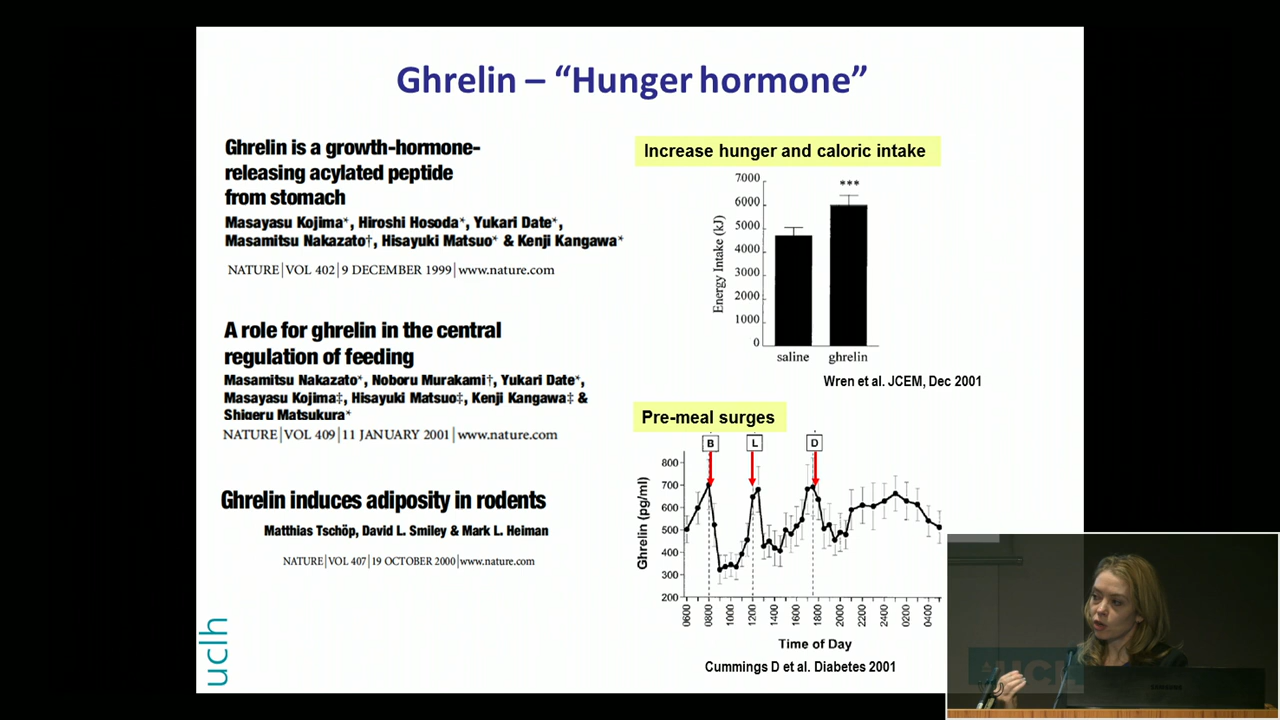 Ghrelin – “Hunger hormone”
Ghrelin is a growth-hormone-
releasing acylated peptide
from stomach
Masayasu Kojima*, Hiroshi Hosoda*, Yukari Date*,
Masamitsu Nakazato†, Hisayuki Matsuo* & Kenji Kangawa*
NATURE|VOL 402|9 DECEMBER 1999|www.nature.com
A role for ghrelin in the central
regulation of feeding
Masamitsu Nakazato*, Noboru Murakami†, Yukari Date*,
Masayasu Kojima‡, Hisayuki Matsuo‡, Kenji Kangawa‡ &
Shigeru Matsukura*
NATURE|VOL 409|11 JANUARY 2001|www.nature.com
Ghrelin induces adiposity in rodents
Matthias Tschöp, David L. Smiley & Mark L. Heiman
NATURE|VOL 407|19 OCTOBER 2000|www.nature.com
uclh
Increase hunger and caloric intake
7000
6000
5000
4000
3000
2000
1000
0
Energy Intake (kJ)
***
saline ghrelin
Wren et al. JCEM, Dec 2001
Pre-meal surges
B L D
800
700
600
500
400
300
200
Ghrelin (pg/ml)
0600 0800 1000 1200 1400 1600 1800 2000 2200 2400 0200 0400
Time of Day
Cummings D et al. Diabetes 2001
UCLH
SAMSUNG